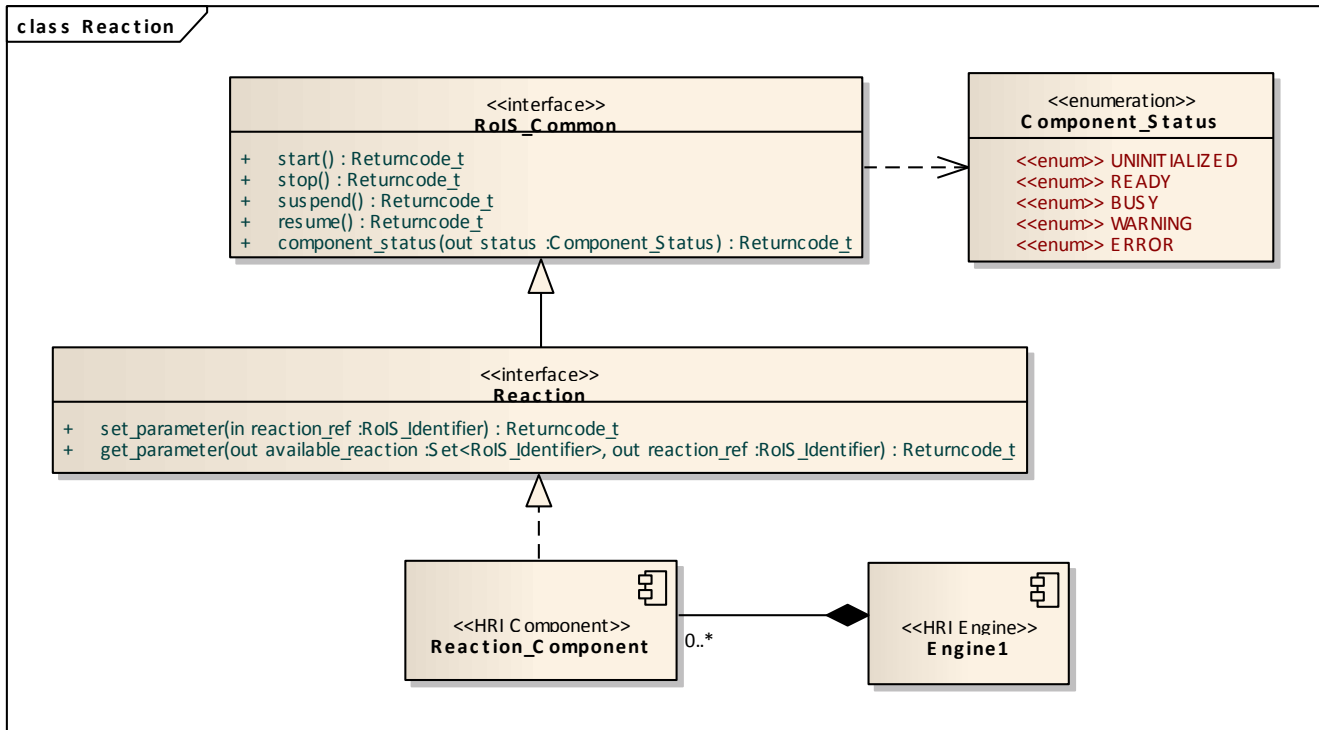 class Reaction
<<interface>>
RoIS_Common
+ start() : Returncode_t
+ stop() : Returncode_t
+ suspend() : Returncode_t
+ resume() : Returncode_t
+ component_status(out status :Component_Status) : Returncode_t
<<enumeration>>
Component_Status
<<enum>> UNINITIALIZED
<<enum>> READY
<<enum>> BUSY
<<enum>> WARNING
<<enum>> ERROR
<<interface>>
Reaction
+ set_parameter(in reaction_ref :RoIS_Identifier) : Returncode_t
+ get_parameter(out available_reaction :Set<RoIS_Identifier>, out reaction_ref :RoIS_Identifier) : Returncode_t
<<HRI Component>>
Reaction_Component
0..*
<<HRI Engine>>
Engine1